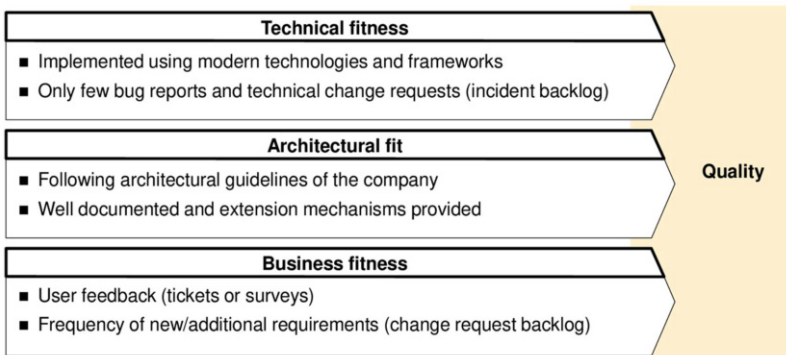 Technical fitness
▪ Implemented using modern technologies and frameworks
▪ Only few bug reports and technical change requests (incident backlog)
Architectural fit
▪ Following architectural guidelines of the company
▪ Well documented and extension mechanisms provided
Quality
Business fitness
▪ User feedback (tickets or surveys)
▪ Frequency of new/additional requirements (change request backlog)